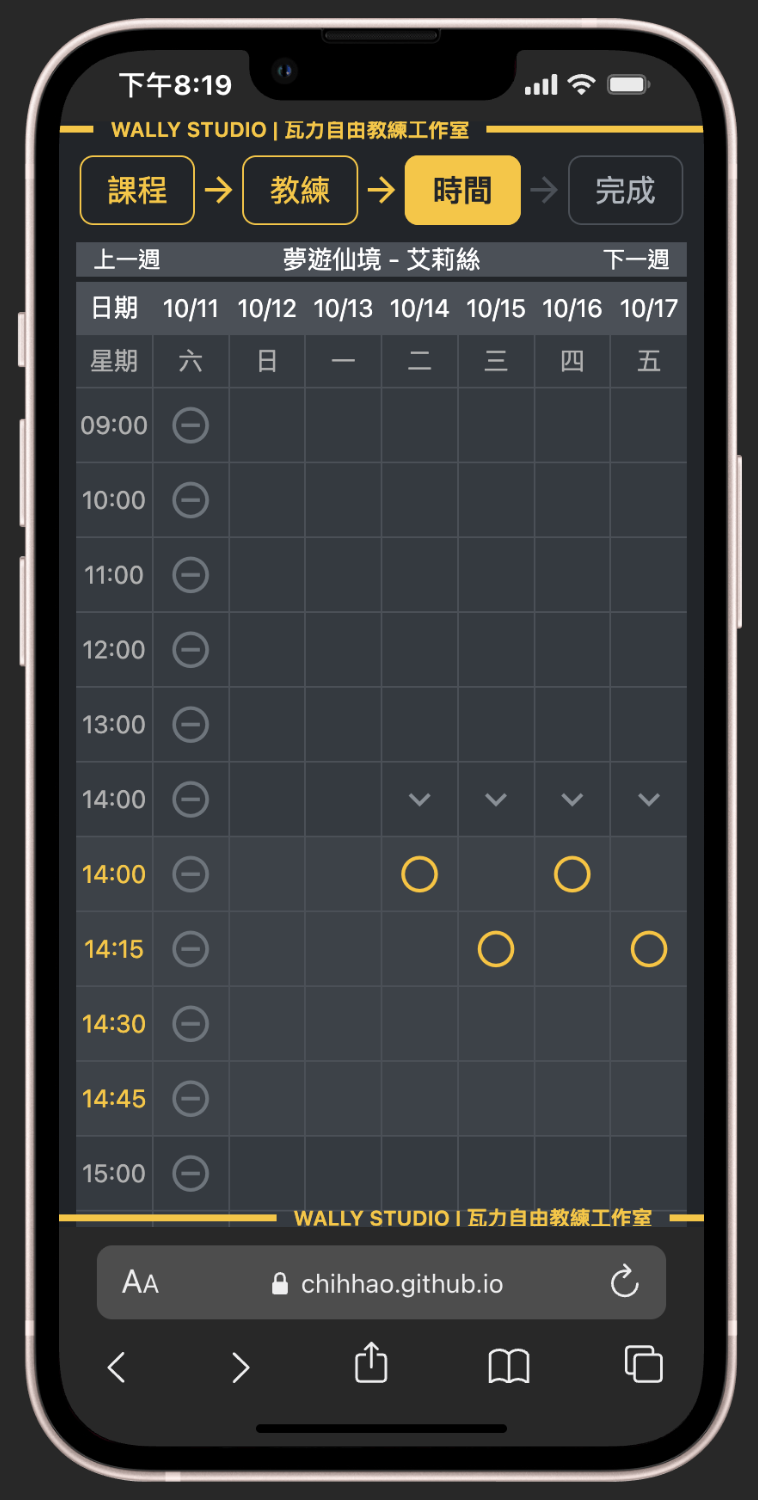 下午8:19
WALLY STUDIO | 瓦力自由教練工作室
課程 → 教練 → 時間 → 完成
上一週 夢遊仙境 - 艾莉絲 下一週
日期 10/11 10/12 10/13 10/14 10/15 10/16 10/17
星期 六 日 一 二 三 四 五
09:00
10:00
11:00
12:00
13:00
14:00
14:00
14:15
14:30
14:45
15:00
WALLY STUDIO | 瓦力自由教練工作室
AA chihhao.github.io